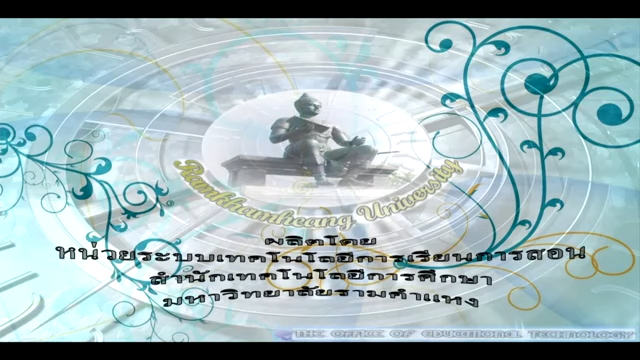 Ramkhamheang University
ผลิตโดย
หน่วยระบบเทคโนโลยีการเรียนการสอน
สำนักเทคโนโลยีการศึกษา
มหาวิทยาลัยรามคำแหง
THE OFFICE OF EDUCATIONAL TECHNOLOGY